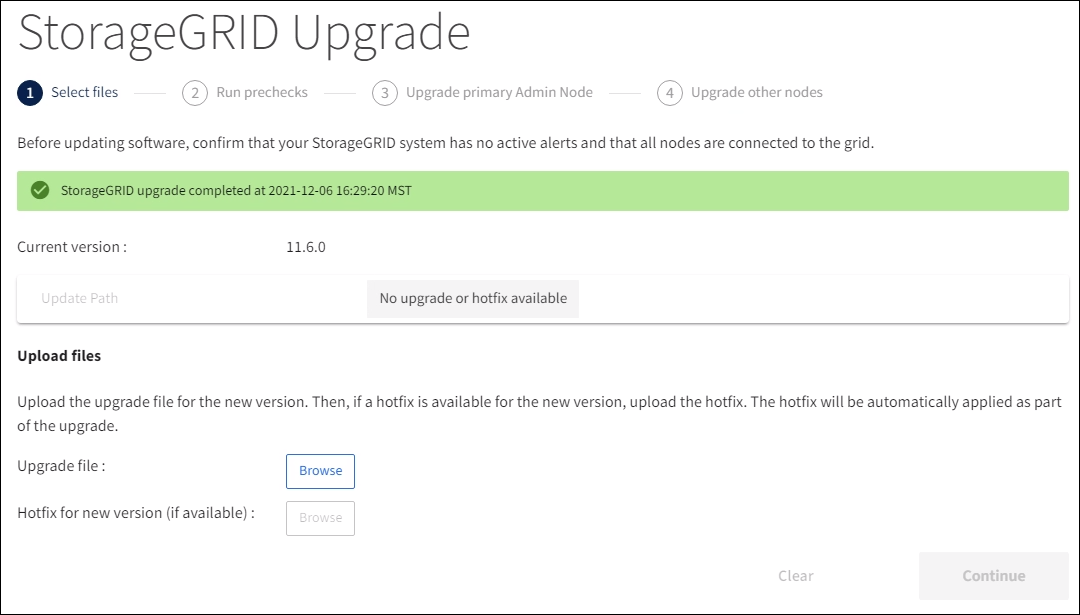 StorageGRID Upgrade
1 Select files 2 Run prechecks 3 Upgrade primary Admin Node 4 Upgrade other nodes
Before updating software, confirm that your StorageGRID system has no active alerts and that all nodes are connected to the grid.
StorageGRID upgrade completed at 2021-12-06 16:29:20 MST
Current version : 11.6.0
Update Path No upgrade or hotfix available
Upload files
Upload the upgrade file for the new version. Then, if a hotfix is available for the new version, upload the hotfix. The hotfix will be automatically applied as part
of the upgrade.
Upgrade file : Browse
Hotfix for new version (if available) : Browse
Clear Continue